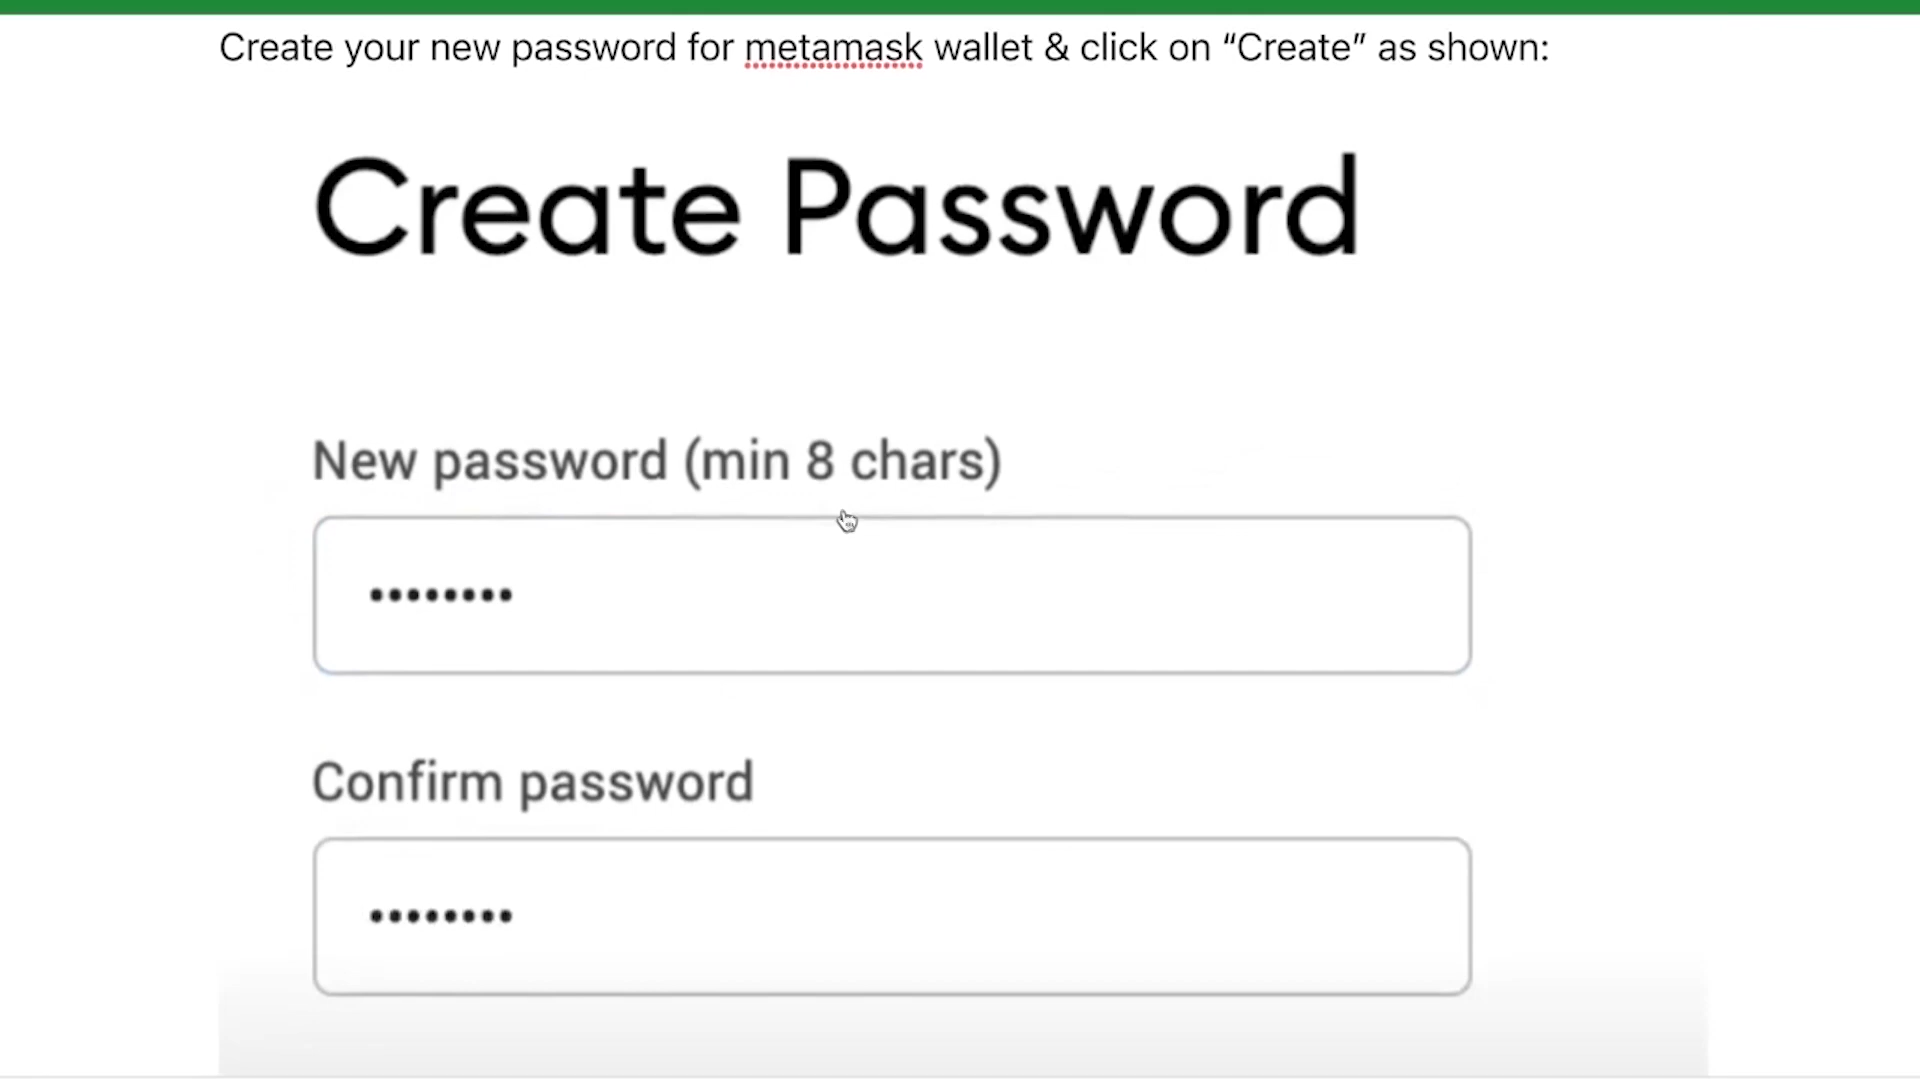 Create your new password for metamask wallet & click on “Create” as shown:
Create Password
New password (min 8 chars)
••••••••
Confirm password
••••••••